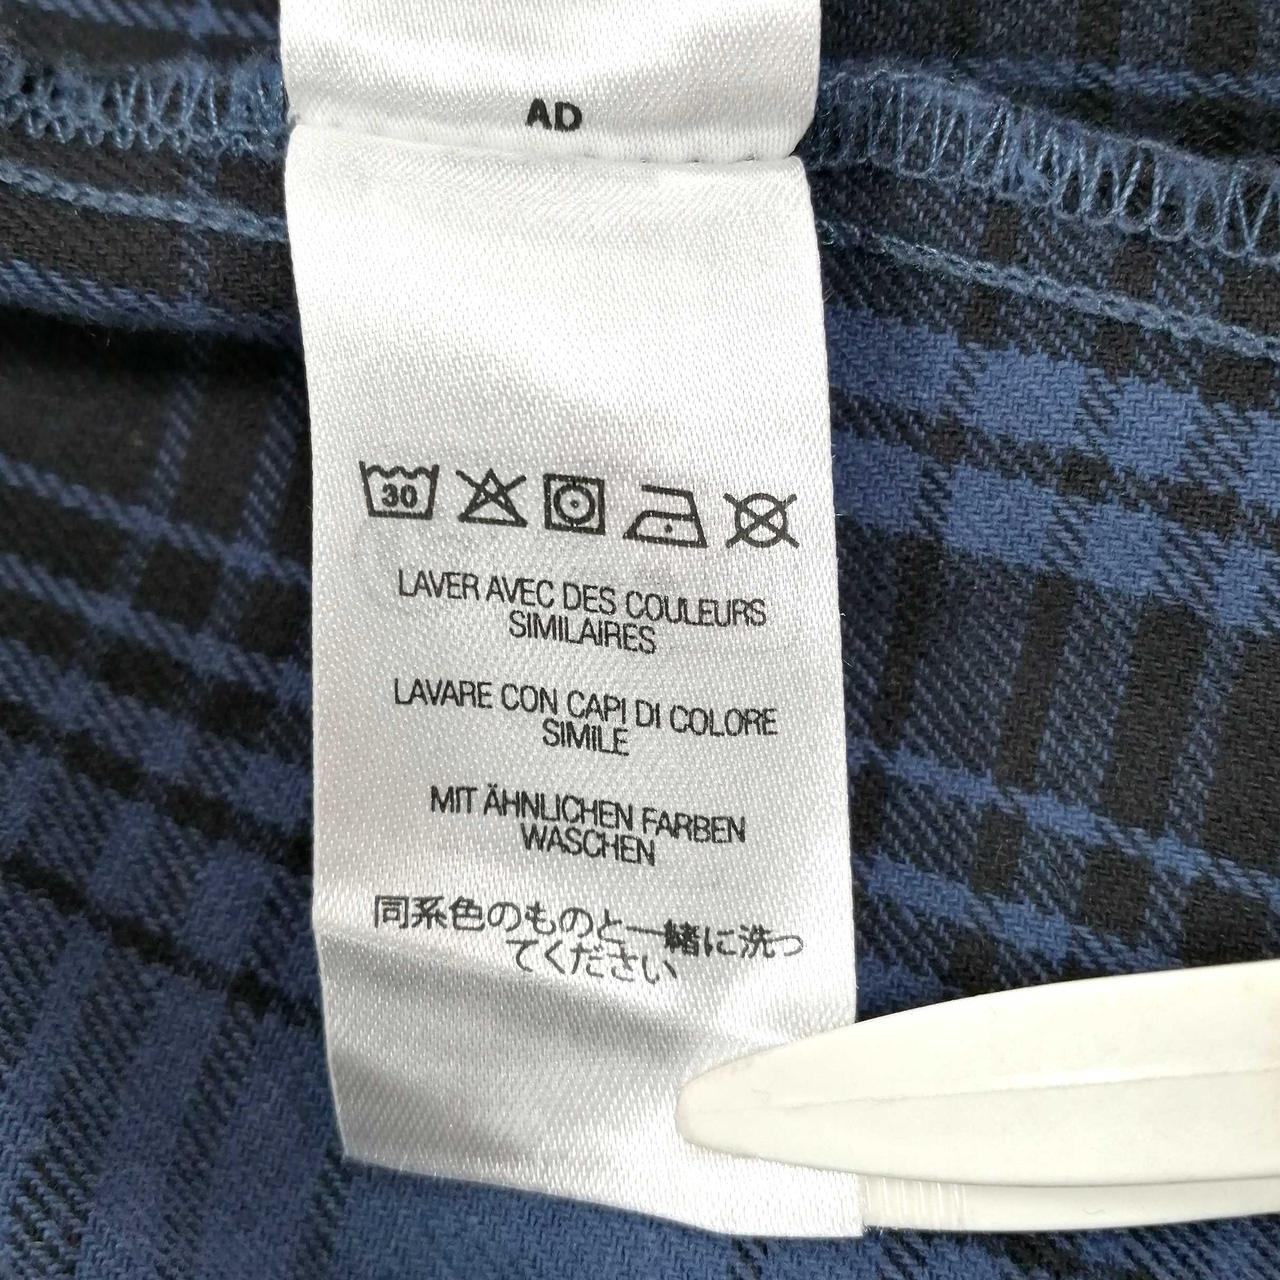 AD
30
LAVER AVEC DES COULEURS
SIMILAIRES
LAVARE CON CAPI DI COLORE
SIMILE
MIT ÄHNLICHEN FARBEN
WASCHEN
同系色のものと一緒に洗っ
てください